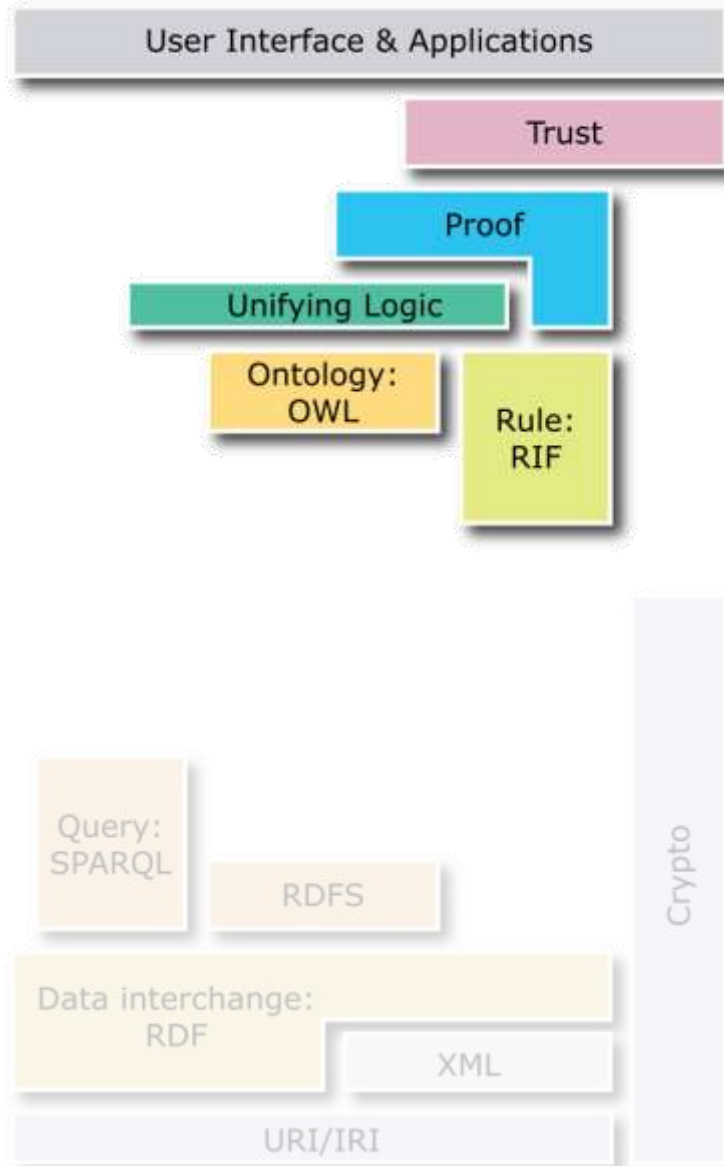 User Interface & Applications
Trust
Proof
Unifying Logic
Ontology:
OWL
Rule:
RIF
Query:
SPARQL
RDFS
Crypto
Data interchange:
RDF
XML
URI/IRI